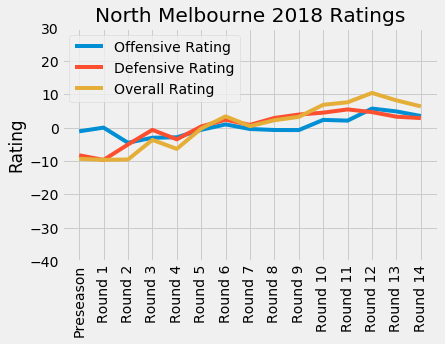 North Melbourne 2018 Ratings
Offensive Rating
Defensive Rating
Overall Rating
Rating
30
20
10
0
−10
−20
−30
−40
Preseason
Round 1
Round 2
Round 3
Round 4
Round 5
Round 6
Round 7
Round 8
Round 9
Round 10
Round 11
Round 12
Round 13
Round 14